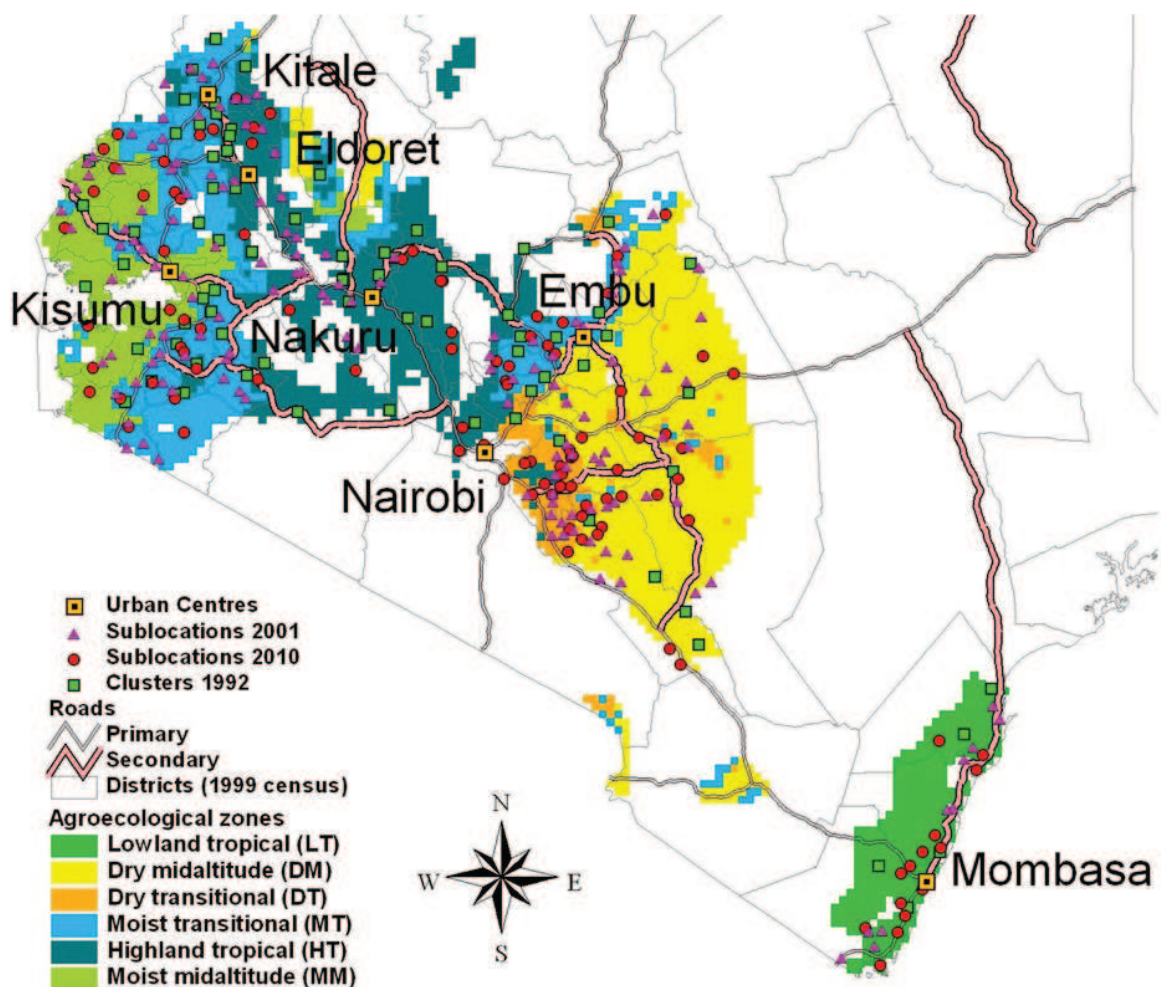 Kitale
Eldoret
Kisumu
Nakuru
Embu
Nairobi
Urban Centres
Sublocations 2001
Sublocations 2010
Clusters 1992
Roads
Primary
Secondary
Districts (1999 census)
Agroecological zones
Lowland tropical (LT)
Dry midaltitude (DM)
Dry transitional (DT)
Moist transitional (MT)
Highland tropical (HT)
Moist midaltitude (MM)
N
W
E
S
Mombasa